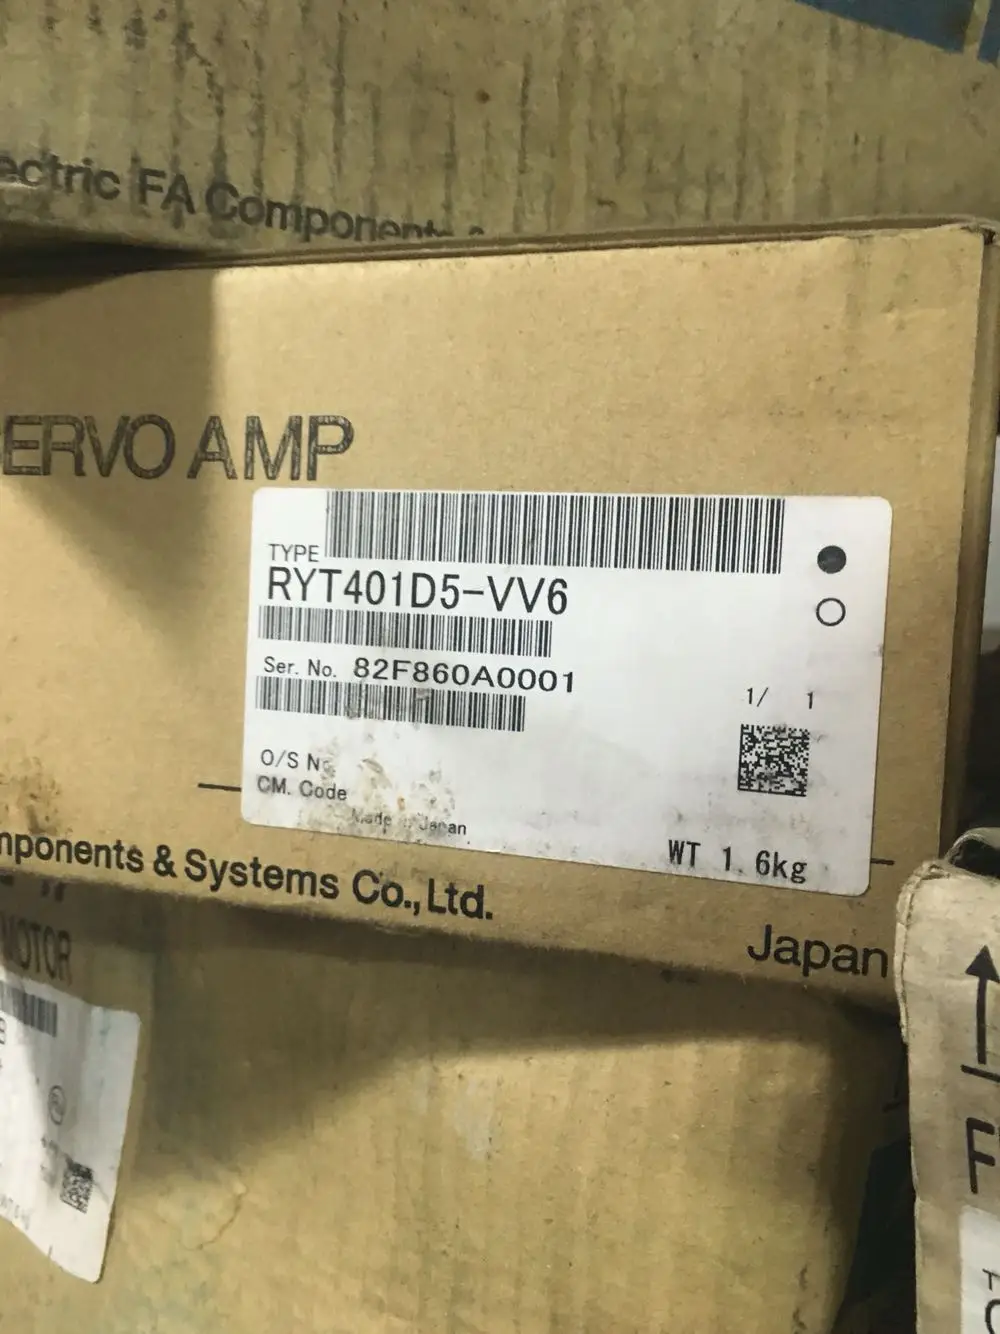 ectric FA Components
ERVO AMP
TYPE
RYT401D5-VV6
Ser. No. 82F860A0001
1/ 1
O/S No
CM. Code
Made in Japan
WT 1.6kg
mponents & Systems Co.,Ltd.
Japan
MOTOR
F